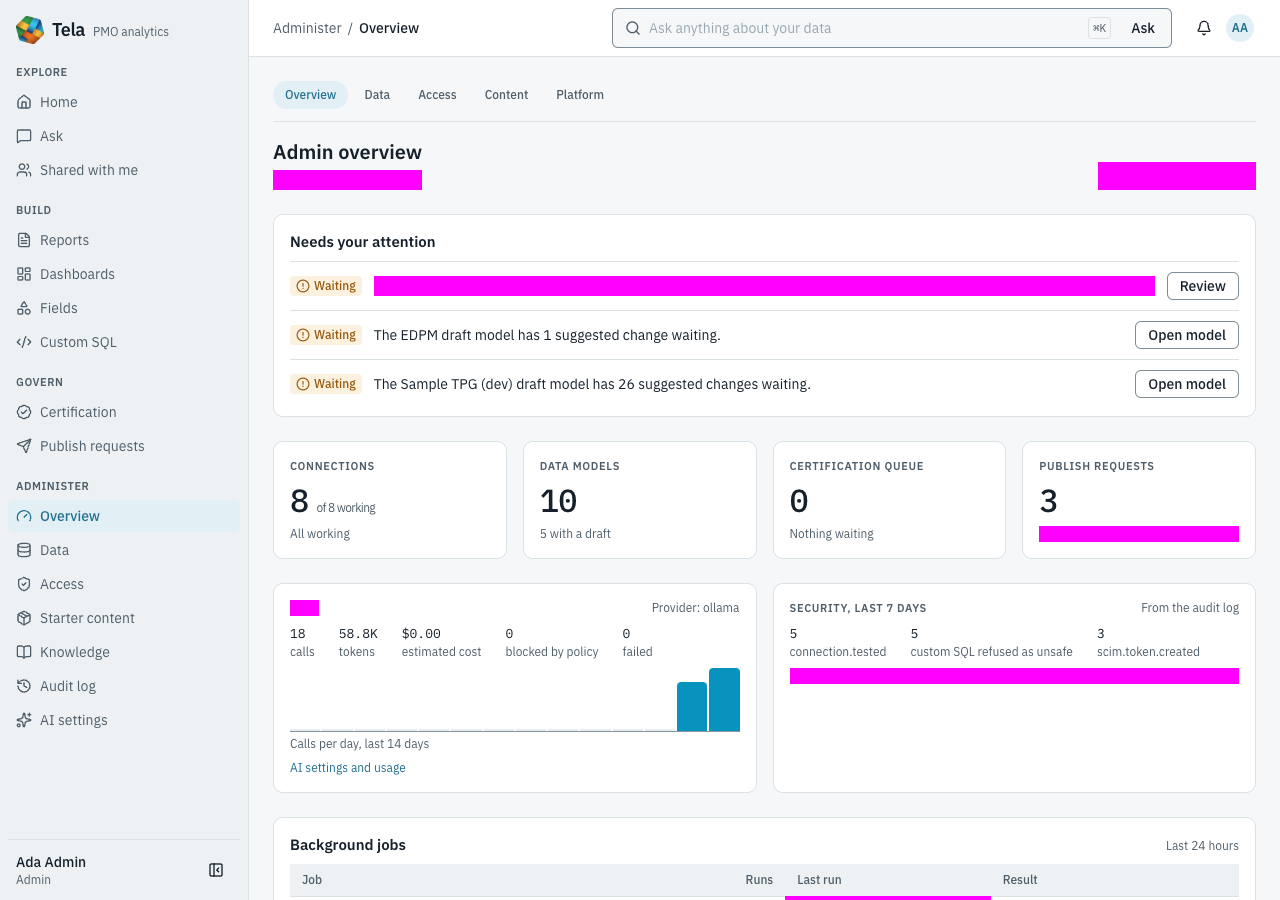 Tela PMO analytics
EXPLORE
Home
Ask
Shared with me
BUILD
Reports
Dashboards
Fields
Custom SQL
GOVERN
Certification
Publish requests
ADMINISTER
Overview
Data
Access
Starter content
Knowledge
Audit log
AI settings
Ada Admin
Admin
Administer / Overview
Ask anything about your data ⌘K Ask
AA
Overview Data Access Content Platform
Admin overview
Needs your attention
Waiting Review
Waiting The EDPM draft model has 1 suggested change waiting. Open model
Waiting The Sample TPG (dev) draft model has 26 suggested changes waiting. Open model
CONNECTIONS
8 of 8 working
All working
DATA MODELS
10
5 with a draft
CERTIFICATION QUEUE
0
Nothing waiting
PUBLISH REQUESTS
3
Provider: ollama
18 58.8K $0.00 0 0
calls tokens estimated cost blocked by policy failed
Calls per day, last 14 days
AI settings and usage
SECURITY, LAST 7 DAYS From the audit log
5 5 3
connection.tested custom SQL refused as unsafe scim.token.created
Background jobs Last 24 hours
Job Runs Last run Result